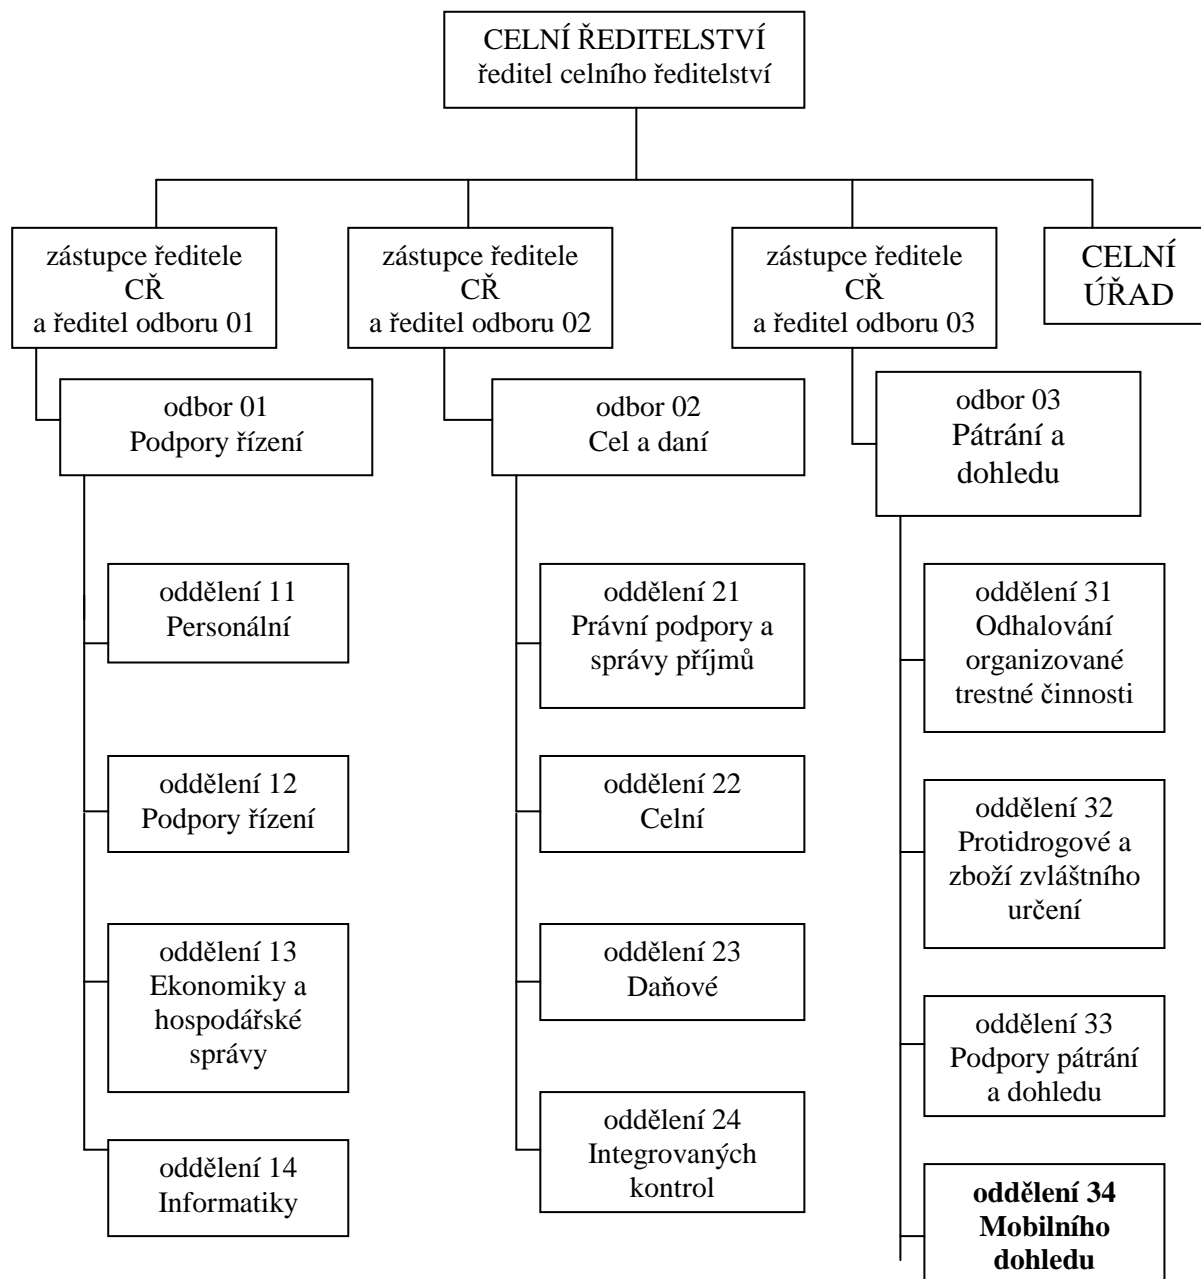 CELNÍ ŘEDITELSTVÍ
ředitel celního ředitelství
zástupce ředitele
CŘ
a ředitel odboru 01
zástupce ředitele
CŘ
a ředitel odboru 02
zástupce ředitele
CŘ
a ředitel odboru 03
CELNÍ
ÚŘAD
odbor 01
Podpory řízení
odbor 02
Cel a daní
odbor 03
Pátrání a
dohledu
oddělení 11
Personální
oddělení 21
Právní podpory a
správy příjmů
oddělení 31
Odhalování
organizované
trestné činnosti
oddělení 12
Podpory řízení
oddělení 22
Celní
oddělení 32
Protidrogové a
zboží zvláštního
určení
oddělení 13
Ekonomiky a
hospodářské
správy
oddělení 23
Daňové
oddělení 33
Podpory pátrání
a dohledu
oddělení 14
Informatiky
oddělení 24
Integrovaných
kontrol
oddělení 34
Mobilního
dohledu